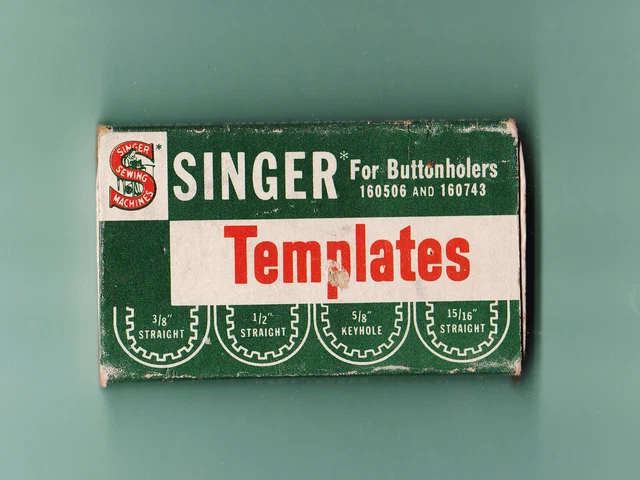 SINGER
SEWING
MACHINES
*
SINGER*
For Buttonholers
160506 AND 160743
Templates
3/8"
STRAIGHT
1/2"
STRAIGHT
5/8"
KEYHOLE
15/16"
STRAIGHT